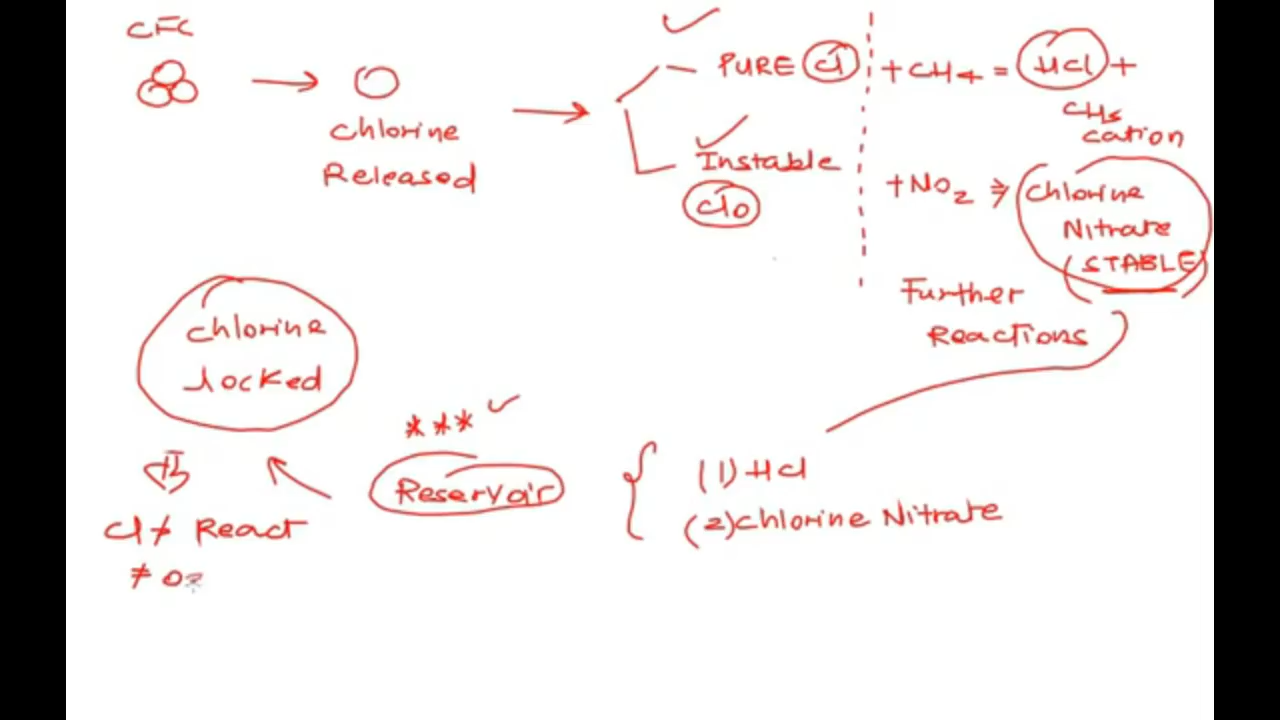 CFC
Chlorine
Released
PURE Cl
Instable
ClO
+ CH4 = HCl +
CH3
cation
+ NO2 ⇒ Chlorine
Nitrate
(STABLE)
Further
Reactions
Chlorine
locked
***
Reservoir
(1) HCl
(2) Chlorine Nitrate
Cl ≠ React
≠ O3